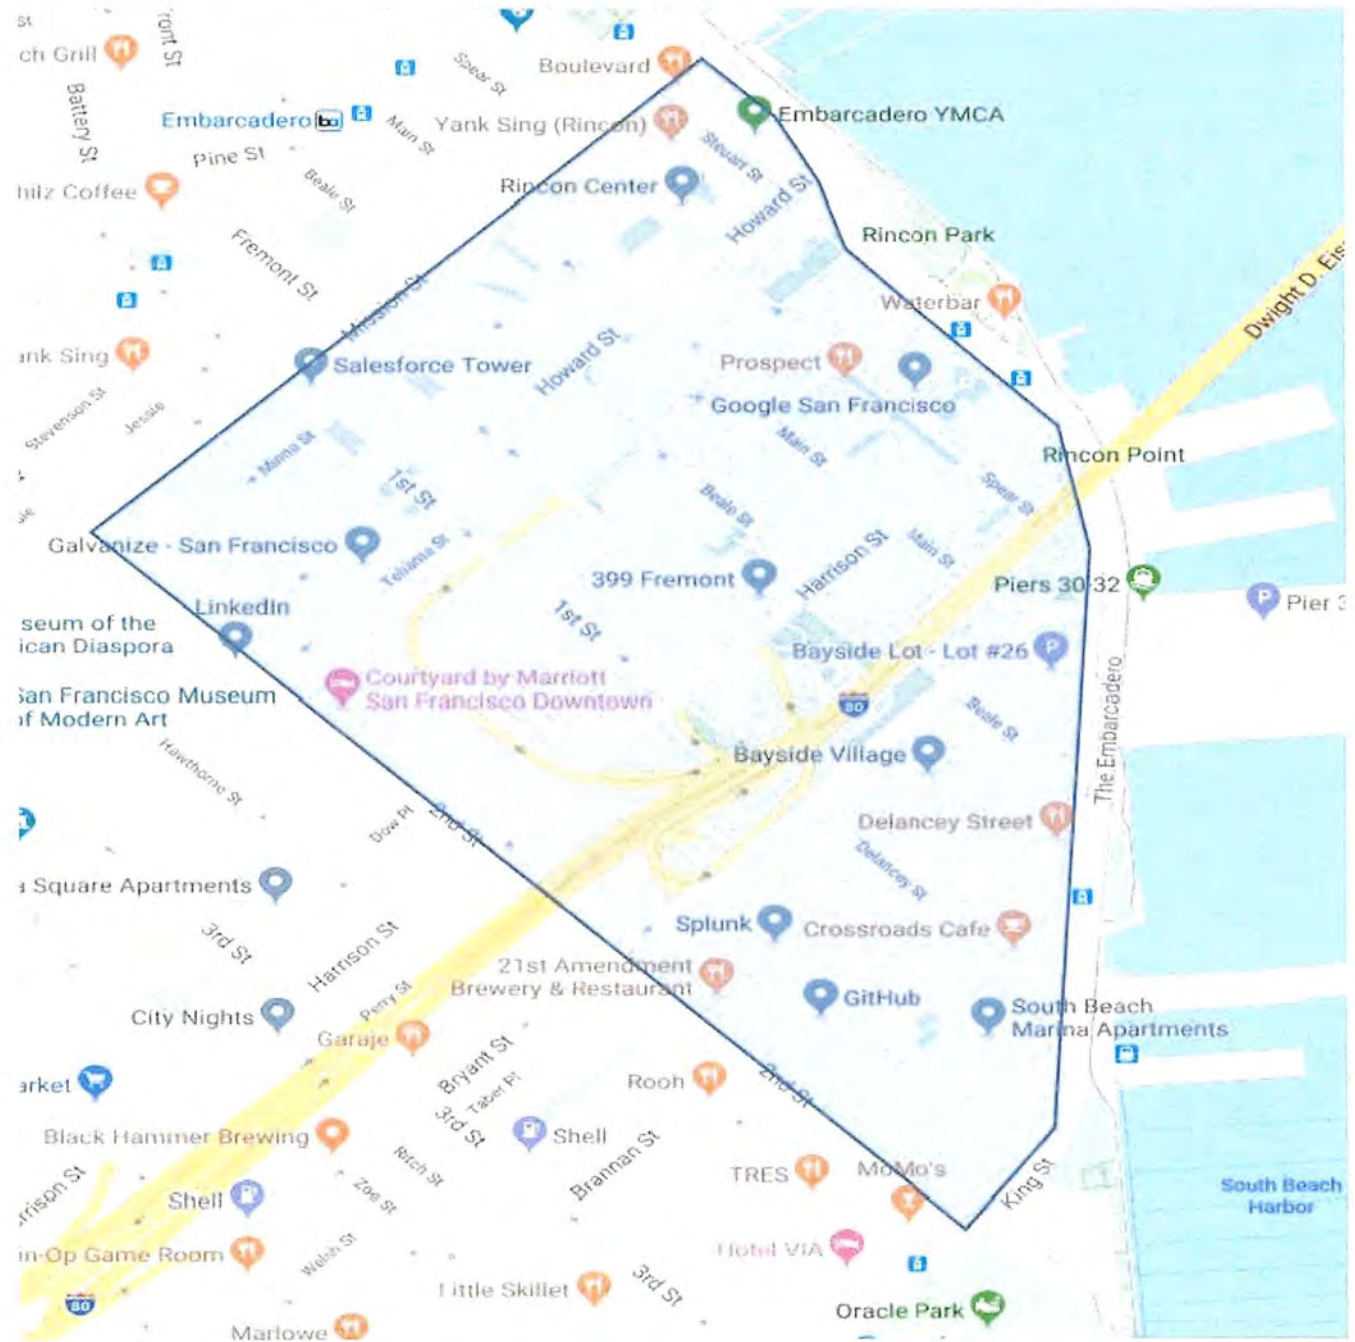 St
ront St
ch Grill
Battery St
Spear St
Boulevard
Embarcadero
Main St
Yank Sing (Rincon)
Embarcadero YMCA
Pine St
Steuart St
hilz Coffee
Beale St
Rincon Center
Howard St
Fremont St
Rincon Park
Dwight D. Eis
Mission St
Waterbar
ank Sing
Salesforce Tower
Howard St
Prospect
Google San Francisco
Stevenson St
Jessie
Minna St
Main St
Rincon Point
1st St
Beale St
Spear St
Galvanize - San Francisco
Tehama St
Harrison St
Main St
399 Fremont
Piers 30-32
Pier 3
LinkedIn
1st St
seum of the
ican Diaspora
Bayside Lot - Lot #26
Courtyard by Marriott
San Francisco Downtown
San Francisco Museum
of Modern Art
80
Beale St
The Embarcadero
Hawthorne St
Bayside Village
Dow Pl
2nd St
Delancey Street
Delancey St
a Square Apartments
Splunk
Crossroads Cafe
3rd St
Harrison St
21st Amendment
Brewery & Restaurant
GitHub
South Beach
Marina Apartments
City Nights
Perry St
Garaje
Bryant St
Taber Pl
Rooh
2nd St
arket
3rd St
Black Hammer Brewing
Shell
Ritch St
Brannan St
TRES
MoMo's
King St
rrison St
Shell
Zoe St
South Beach
Harbor
in-Op Game Room
Welsh St
Hotel VIA
Little Skillet
3rd St
80
Oracle Park
Marlowe